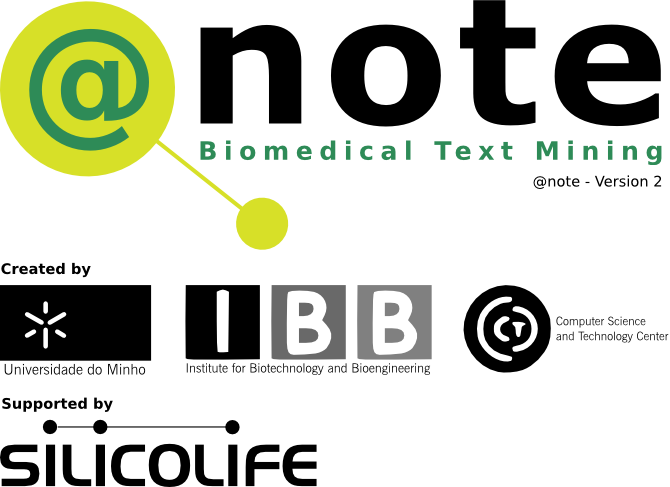 @note
Biomedical Text Mining
@note - Version 2
Created by
IBB
CCT
Universidade do Minho
Institute for Biotechnology and Bioengineering
Computer Science
and Technology Center
Supported by
SILICOLIFE